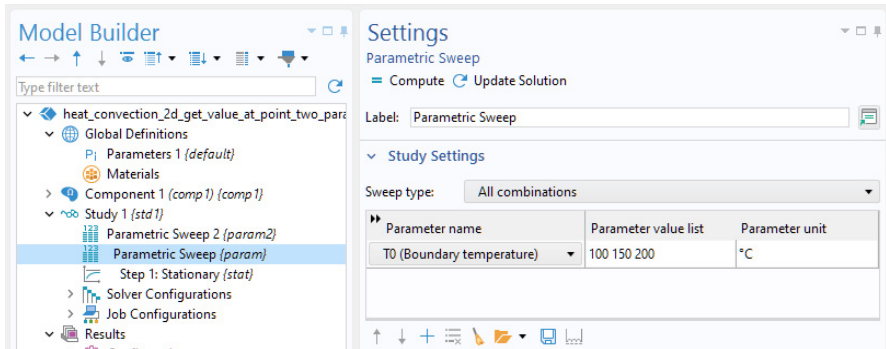 Model Builder
Type filter text
heat_convection_2d_get_value_at_point_two_para
Global Definitions
Pi Parameters 1 {default}
Materials
Component 1 (comp1) {comp1}
Study 1 {std1}
Parametric Sweep 2 {param2}
Parametric Sweep {param}
Step 1: Stationary {stat}
Solver Configurations
Job Configurations
Results
Settings
Parametric Sweep
= Compute Update Solution
Label: Parametric Sweep
Study Settings
Sweep type: All combinations
Parameter name Parameter value list Parameter unit
T0 (Boundary temperature) 100 150 200 °C